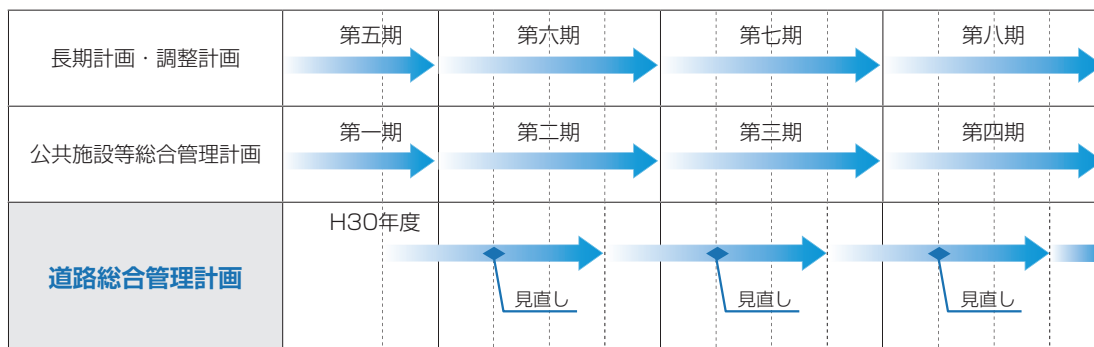 長期計画・調整計画
第五期
第六期
第七期
第八期
公共施設等総合管理計画
第一期
第二期
第三期
第四期
道路総合管理計画
H30年度
見直し
見直し
見直し